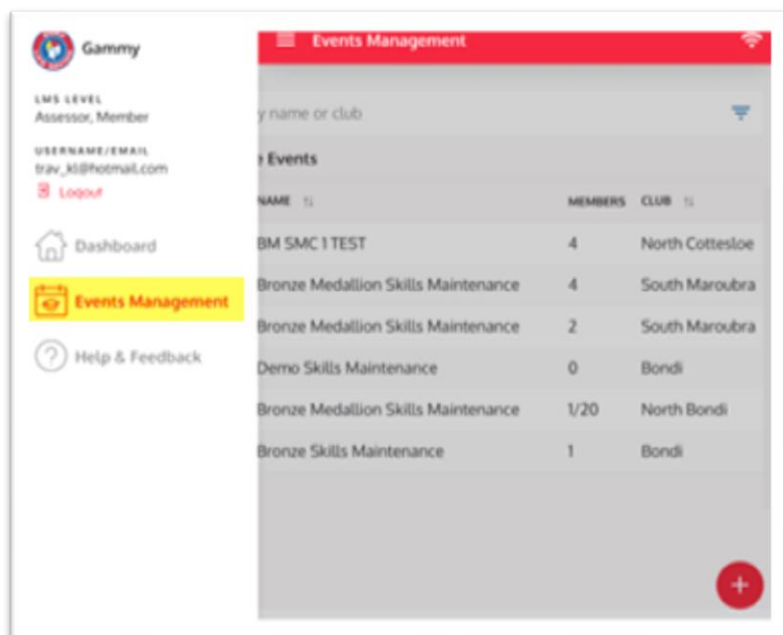 Gammy
LMS LEVEL
Assessor, Member
USERNAME/EMAIL
trav_kl@hotmail.com
Logout
Dashboard
Events Management
Help & Feedback
Events Management
y name or club
Events
NAME MEMBERS CLUB
BM SMC 1 TEST 4 North Cottesloe
Bronze Medallion Skills Maintenance 4 South Maroubra
Bronze Medallion Skills Maintenance 2 South Maroubra
Demo Skills Maintenance 0 Bondi
Bronze Medallion Skills Maintenance 1/20 North Bondi
Bronze Skills Maintenance 1 Bondi
+